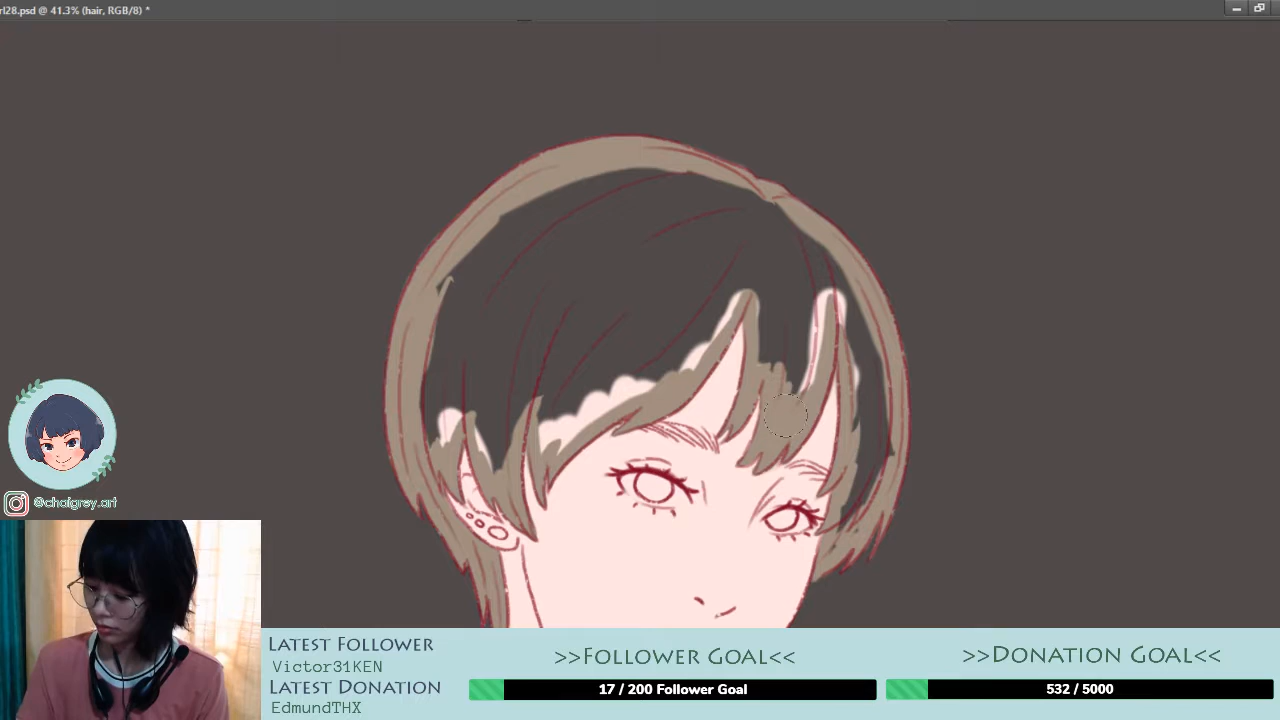 rl28.psd @ 41.3% (hair, RGB/8) *
@chaigrey.art
LATEST FOLLOWER
Victor31KEN
LATEST DONATION
EdmundTHX
>>FOLLOWER GOAL<<
17 / 200 Follower Goal
>>DONATION GOAL<<
532 / 5000